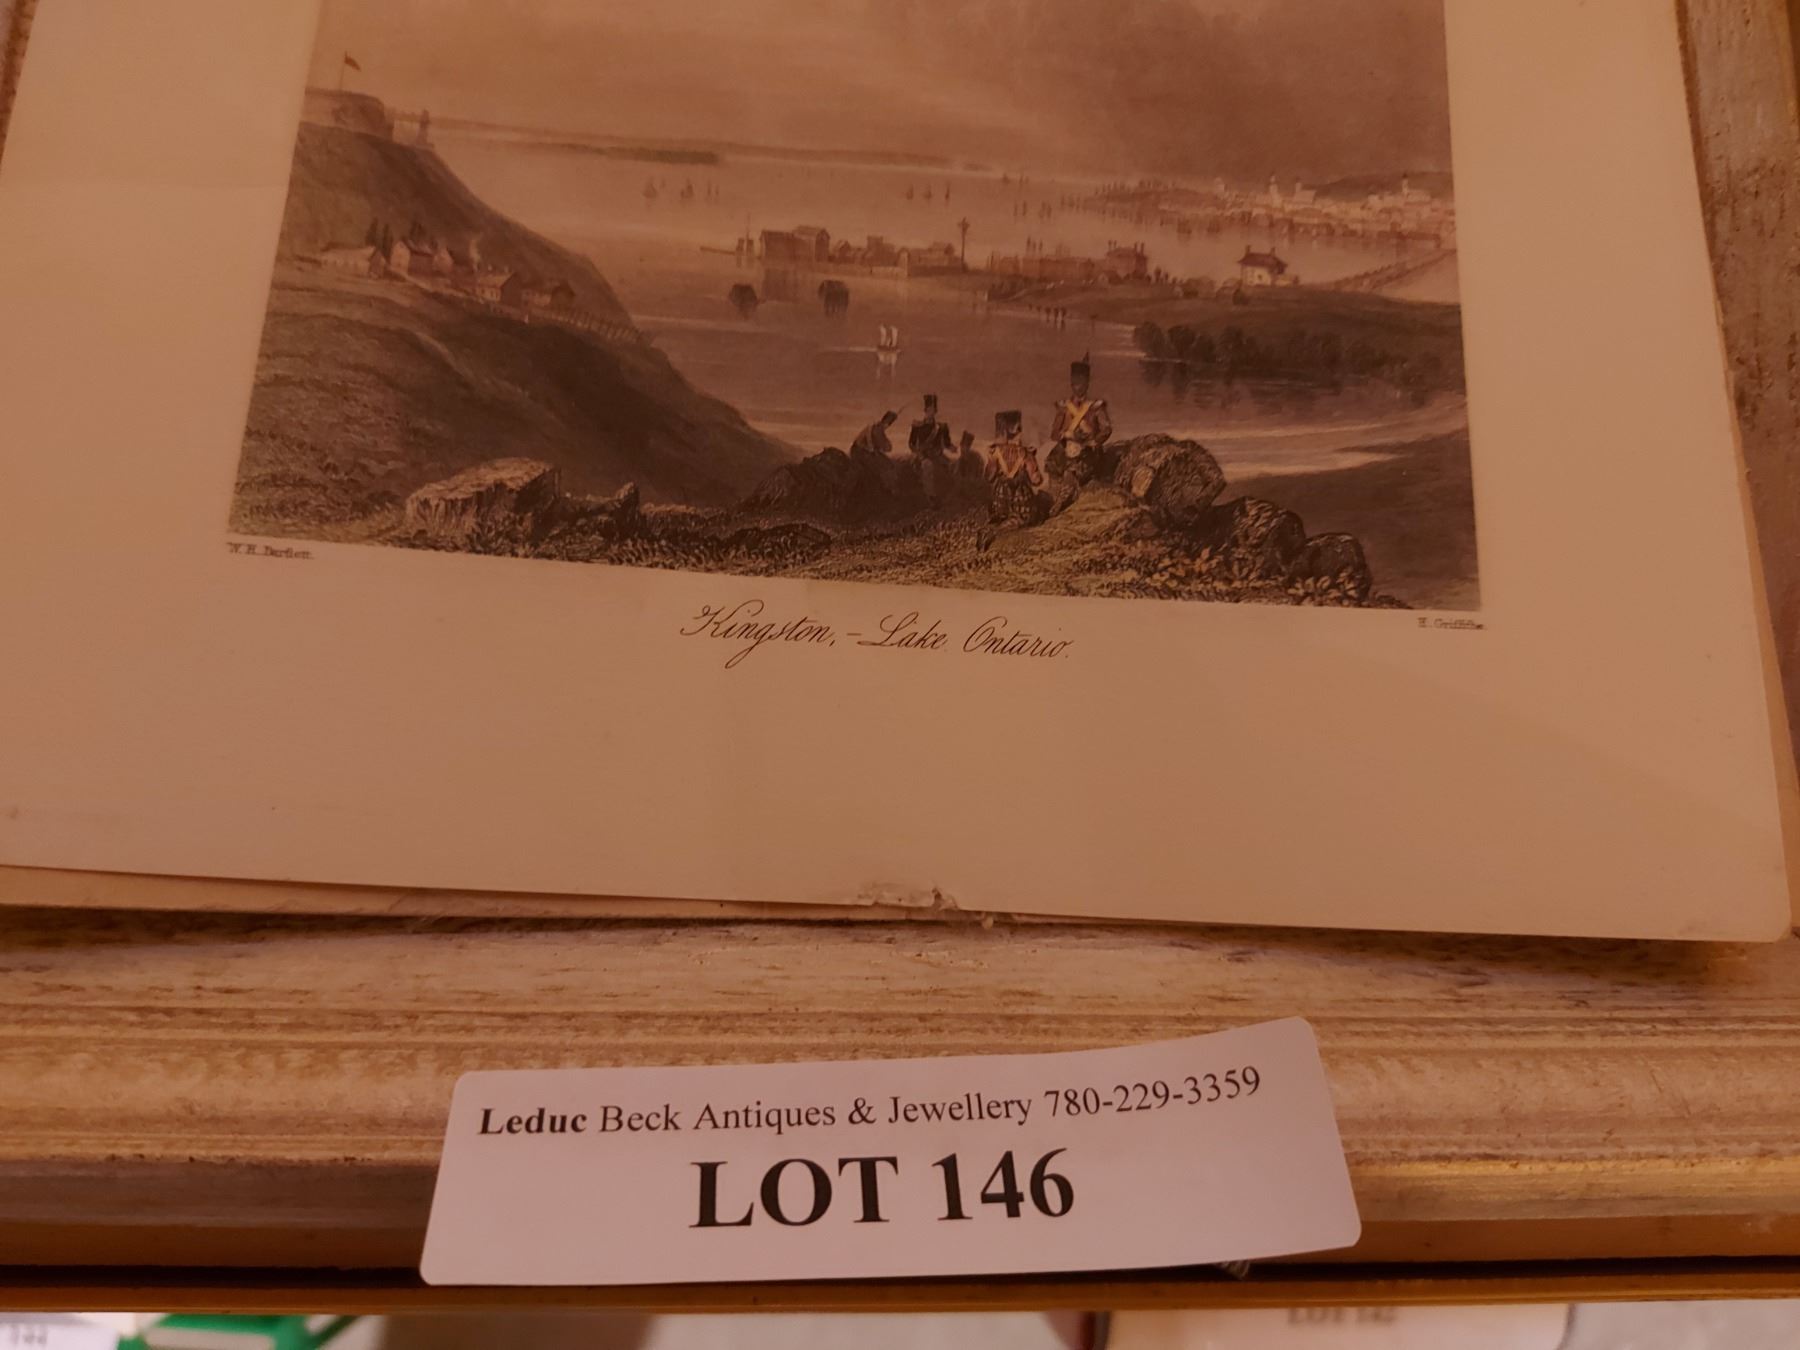 W. H. Bartlett.
H. Griffiths.
Kingston, – Lake Ontario.
Leduc Beck Antiques & Jewellery 780-229-3359
LOT 146